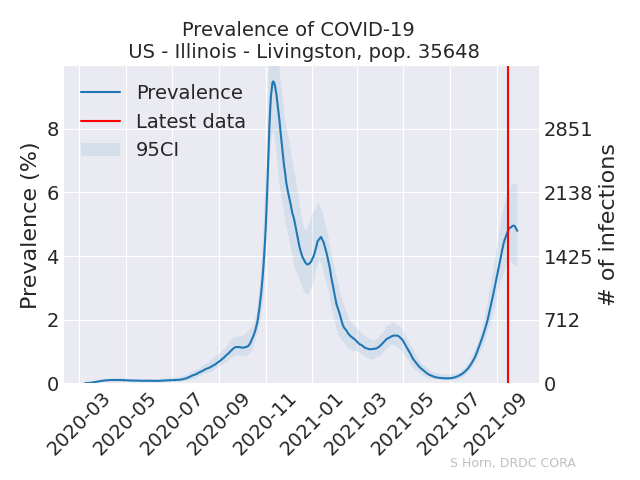 Prevalence of COVID-19
US - Illinois - Livingston, pop. 35648
Prevalence
Latest data
95CI
Prevalence (%)
8
6
4
2
0
2851
2138
1425
712
0
# of infections
2020-03
2020-05
2020-07
2020-09
2020-11
2021-01
2021-03
2021-05
2021-07
2021-09
S Horn, DRDC CORA